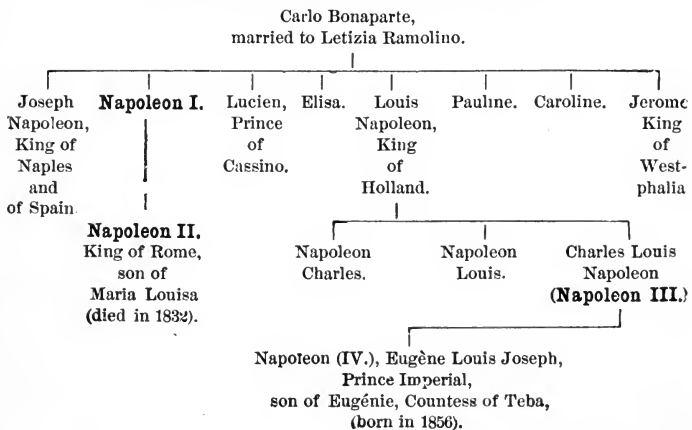 Carlo Bonaparte,
married to Letizia Ramolino.
Joseph
Napoleon,
King of
Naples
and
of Spain
Napoleon I.
Lucien,
Prince
of
Cassino.
Elisa.
Louis
Napoleon,
King
of
Holland.
Pauline.
Caroline.
Jerome
King
of
West-
phalia
Napoleon II.
King of Rome,
son of
Maria Louisa
(died in 1832).
Napoleon
Charles.
Napoleon
Louis.
Charles Louis
Napoleon
(Napoleon III.)
Napoleon (IV.), Eugène Louis Joseph,
Prince Imperial,
son of Eugénie, Countess of Teba,
(born in 1856).